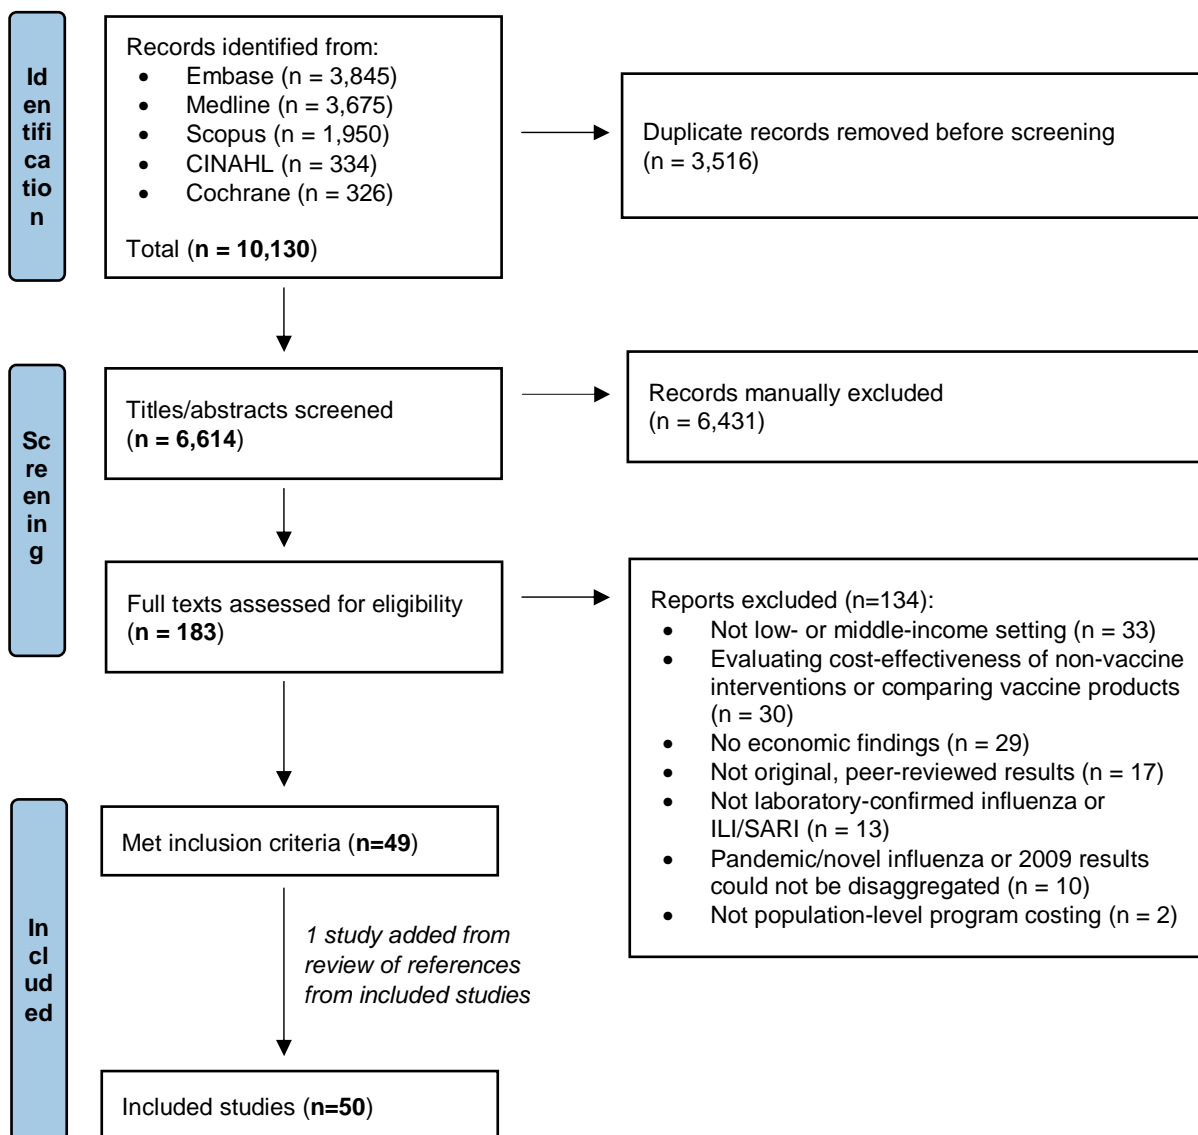 Id
en
tifi
ca
tio
n
Records identified from:
• Embase (n = 3,845)
• Medline (n = 3,675)
• Scopus (n = 1,950)
• CINAHL (n = 334)
• Cochrane (n = 326)
Total (n = 10,130)
Duplicate records removed before screening
(n = 3,516)
Sc
re
en
in
g
Titles/abstracts screened
(n = 6,614)
Records manually excluded
(n = 6,431)
Full texts assessed for eligibility
(n = 183)
Reports excluded (n=134):
• Not low- or middle-income setting (n = 33)
• Evaluating cost-effectiveness of non-vaccine
interventions or comparing vaccine products
(n = 30)
• No economic findings (n = 29)
• Not original, peer-reviewed results (n = 17)
• Not laboratory-confirmed influenza or
ILI/SARI (n = 13)
• Pandemic/novel influenza or 2009 results
could not be disaggregated (n = 10)
• Not population-level program costing (n = 2)
In
cl
ud
ed
Met inclusion criteria (n=49)
1 study added from
review of references
from included studies
Included studies (n=50)